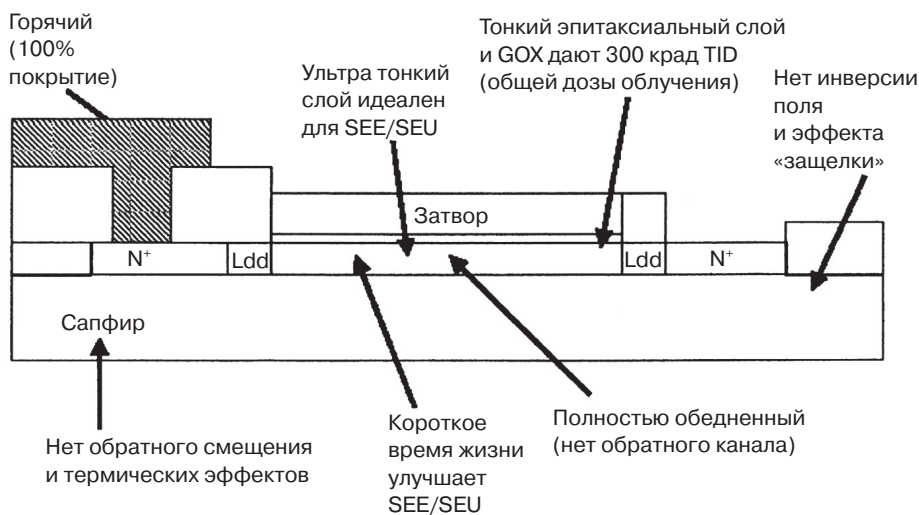 Горячий
(100%
покрытие)
Ультра тонкий
слой идеален
для SEE/SEU
Тонкий эпитаксиальный слой
и GOX дают 300 крад TID
(общей дозы облучения)
Нет инверсии
поля
и эффекта
«защелки»
Затвор
N+
Ldd
Ldd
N+
Сапфир
Нет обратного смещения
и термических эффектов
Короткое
время жизни
улучшает
SEE/SEU
Полностью обедненный
(нет обратного канала)